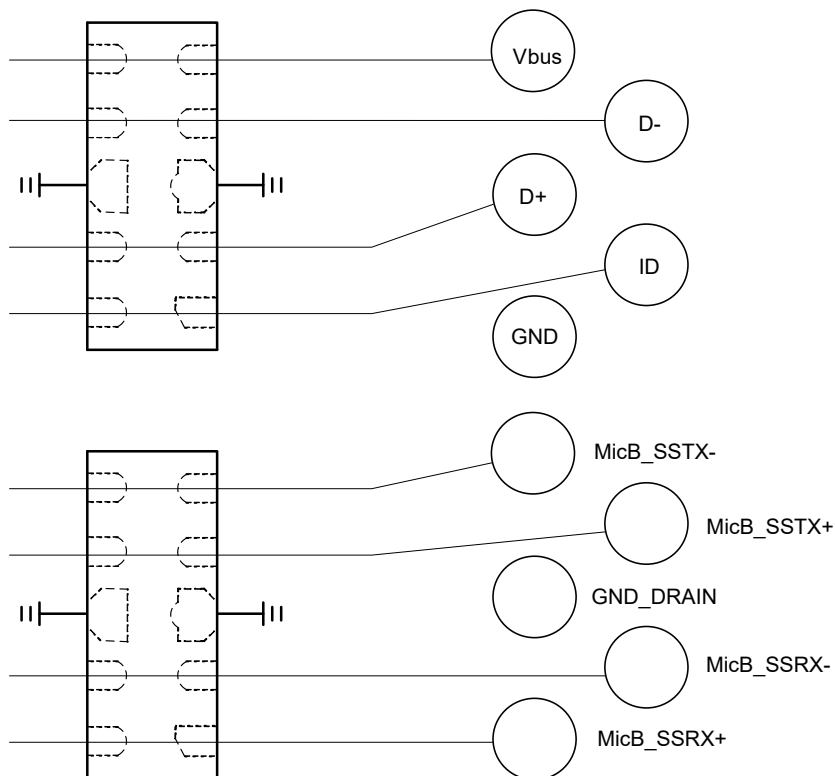 Vbus
D-
D+
ID
GND
MicB_SSTX-
MicB_SSTX+
GND_DRAIN
MicB_SSRX-
MicB_SSRX+